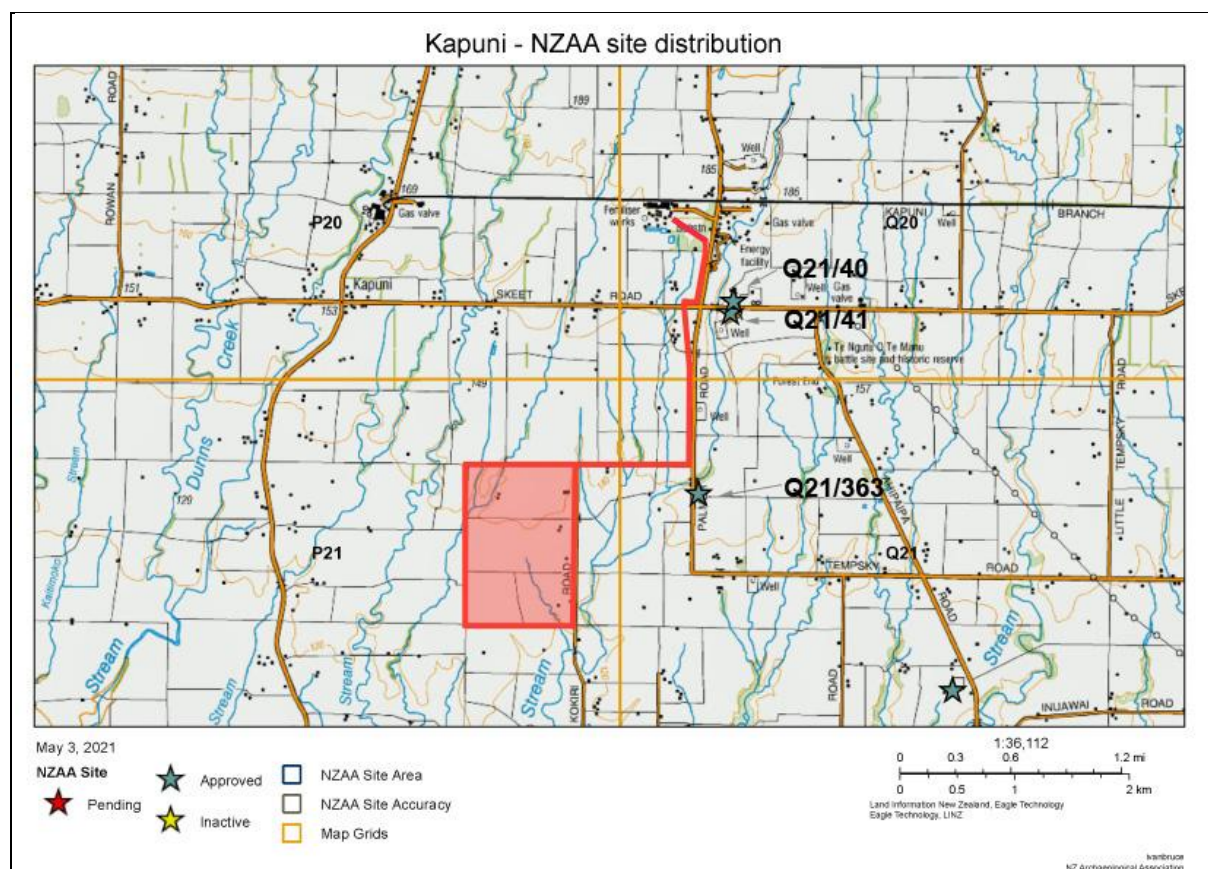 Kapuni - NZAA site distribution
ROAD
189
Well
185
186
ROWAN
169
Gas valve
P20
Fertiliser
works
Gas valve
KAPUNI
Q20
Well
BRANCH
Energy
facility
Q21/40
Kapuni
151
153
SKEET
ROAD
Well
Gas
valve
Q21/41
Well
Te Ngutu O Te Manu
battle site and historic reserve
Creek
149
ROAD
Forest End
157
ROAD
Well
Well
Dunns
Stream
129
Q21/363
TEMPSKY
LITTLE
P21
ROAD
TEMPSKY
Q21
ROAD
Well
Stream
Stream
Stream
Stream
KOKIRI
ROAD
ROAD
Stream
INUAWAI
ROAD
May 3, 2021
NZAA Site
Pending
Approved
Inactive
NZAA Site Area
NZAA Site Accuracy
Map Grids
1:36,112
0 0.3 0.6 1.2 mi
0 0.5 1 2 km
Land Information New Zealand, Eagle Technology
Eagle Technology, LINZ
ivanbruce
NZ Archaeological Association